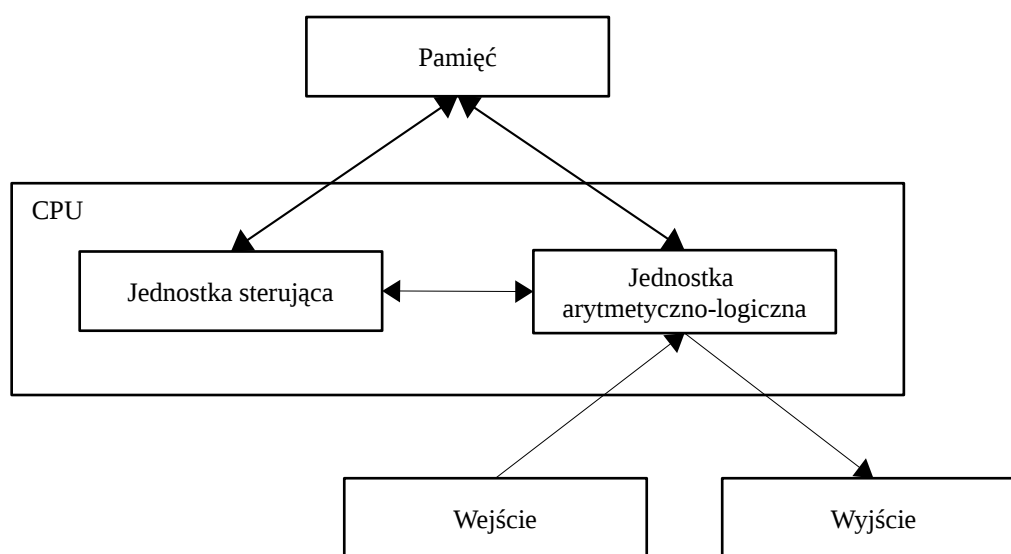 Pamięć
CPU
Jednostka sterująca
Jednostka
arytmetyczno-logiczna
Wejście
Wyjście